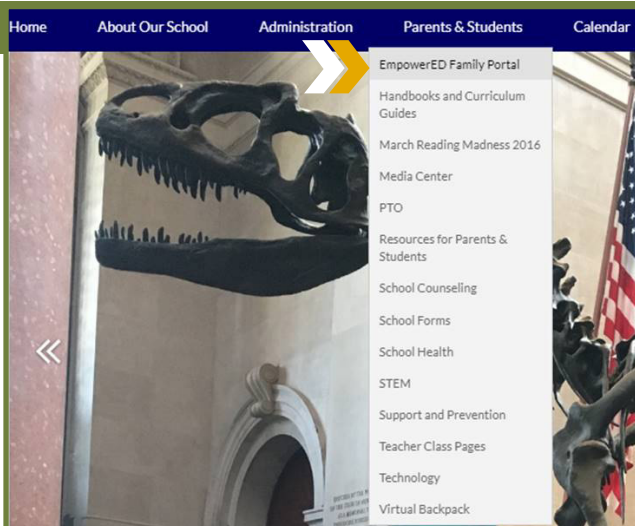 Home About Our School Administration Parents & Students Calendar
EmpowerED Family Portal
Handbooks and Curriculum
Guides
March Reading Madness 2016
Media Center
PTO
Resources for Parents &
Students
School Counseling
School Forms
School Health
STEM
Support and Prevention
Teacher Class Pages
Technology
Virtual Backpack